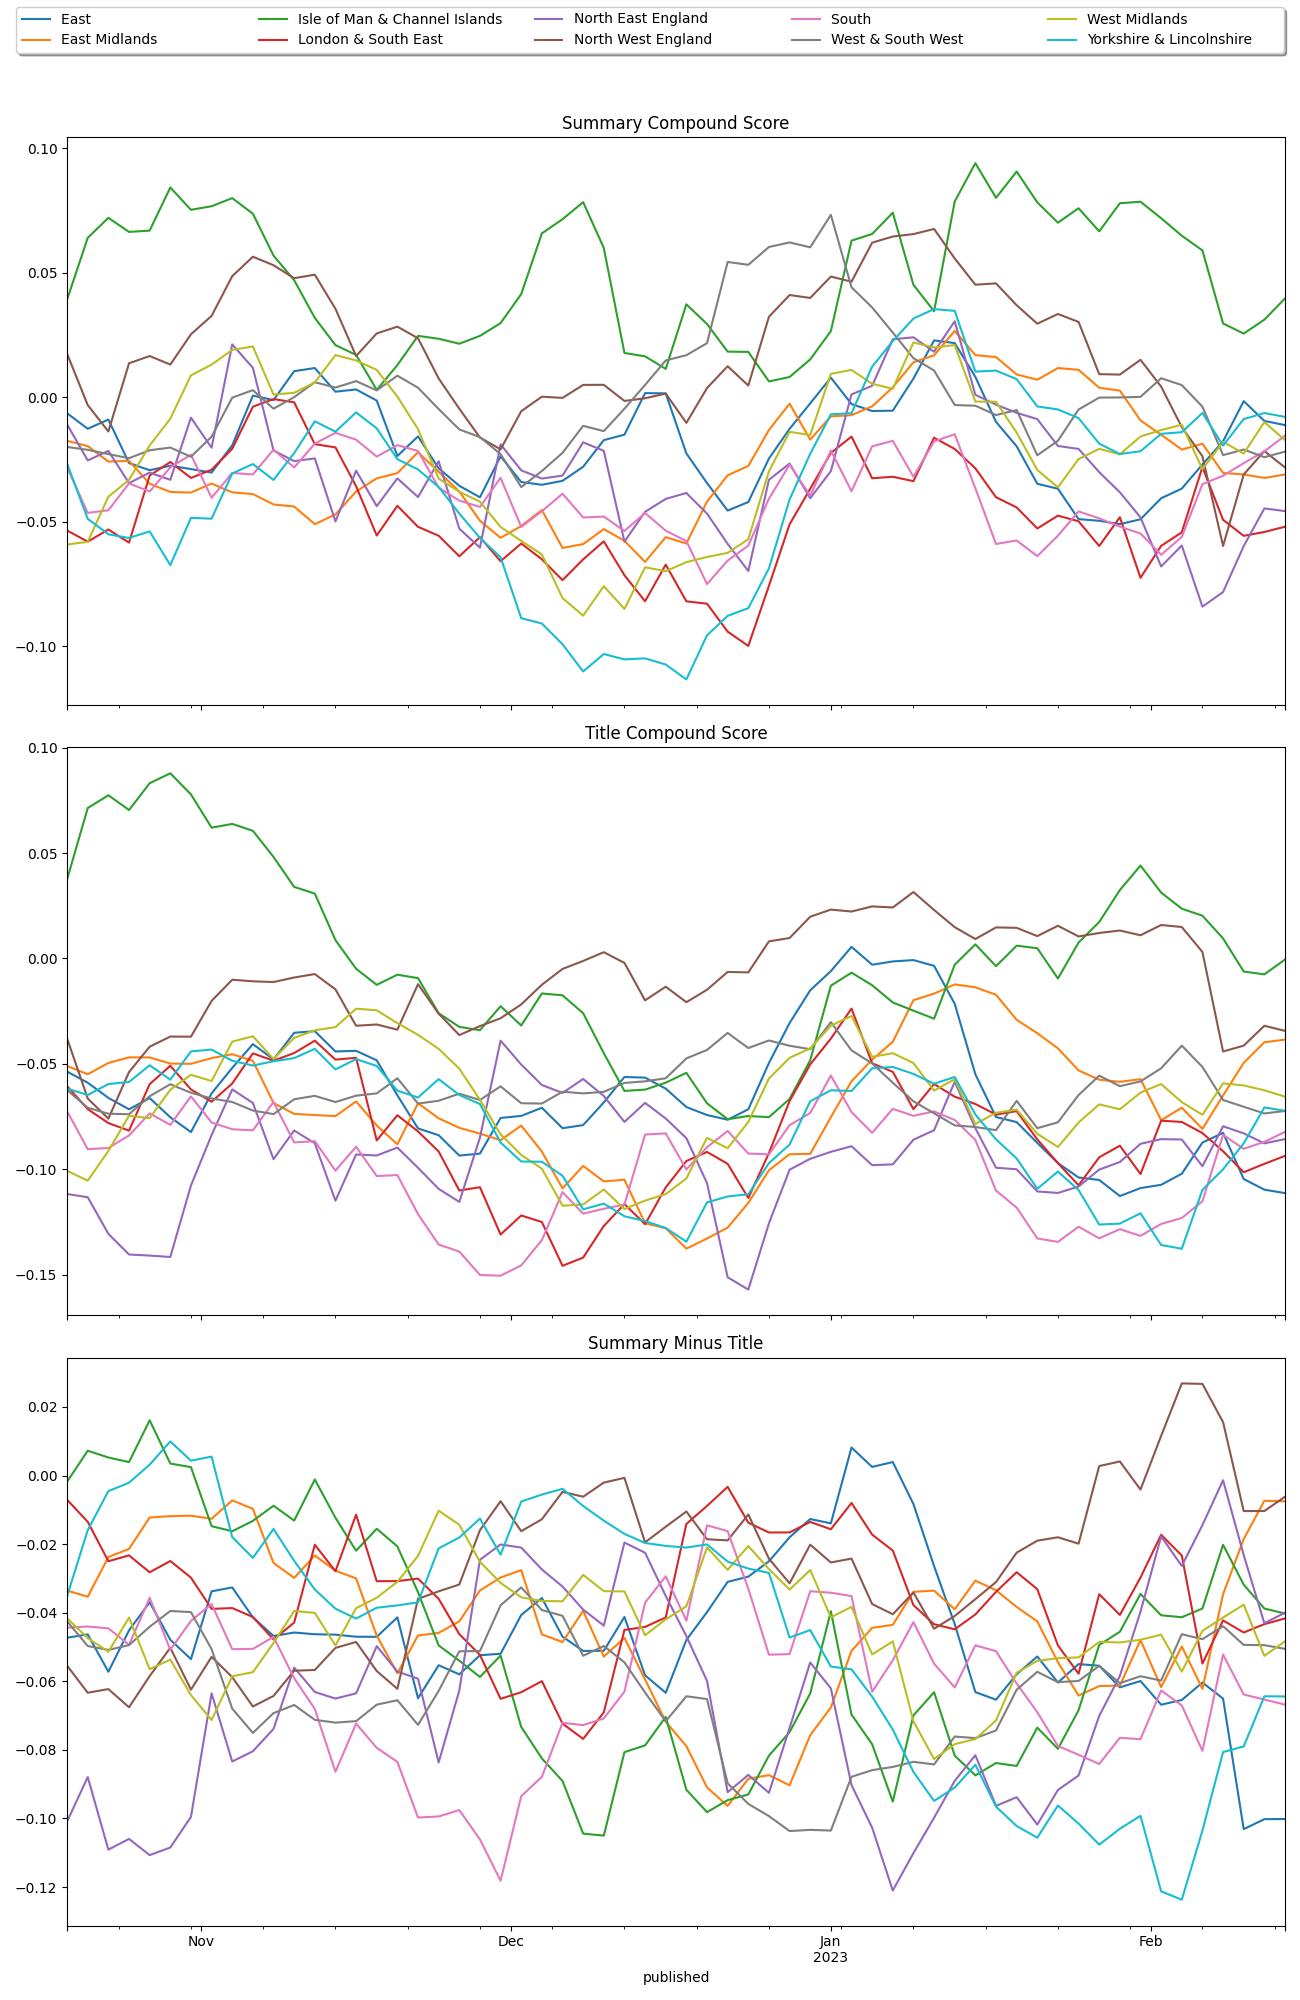 East Isle of Man & Channel Islands North East England South West Midlands
East Midlands London & South East North West England West & South West Yorkshire & Lincolnshire
Summary Compound Score
0.10
0.05
0.00
−0.05
−0.10
Title Compound Score
0.10
0.05
0.00
−0.05
−0.10
−0.15
Summary Minus Title
0.02
0.00
−0.02
−0.04
−0.06
−0.08
−0.10
−0.12
Nov Dec Jan Feb
2023
published